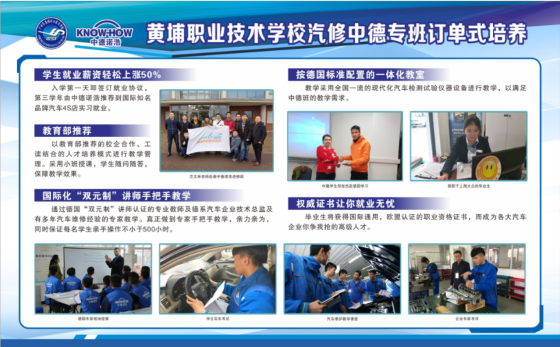 KNOW-HOW
中德诺浩
黄埔职业技术学校汽修中德专班订单式培养
学生就业薪资轻松上涨50%
入学第一天即签订就业协议，
第三学年由中德诺浩推荐到国际知名
品牌汽车4S店实习就业。
教育部推荐
以教育部推荐的校企合作、工
读结合的人才培养模式进行教学管
理。采用小班授课，学生随问随答，
保障教学效果。
国际化“双元制”讲师手把手教学
通过德国“双元制”讲师认证的专业教师及德系汽车企业技术总监及
有多年汽车维修经验的专家教学。真正做到专家手把手教学，亲力亲为，
同时保证每名学生亲手操作不小于500小时。
按德国标准配置的一体化教室
教学采用全国一流的现代化汽车检测试验仪器设备进行教学，以满足
中德班的教学需求。
权威证书让你就业无忧
毕业生将获得国际通用，欧盟认证的职业资格证书，而成为各大汽车
企业你争我抢的高级人才。